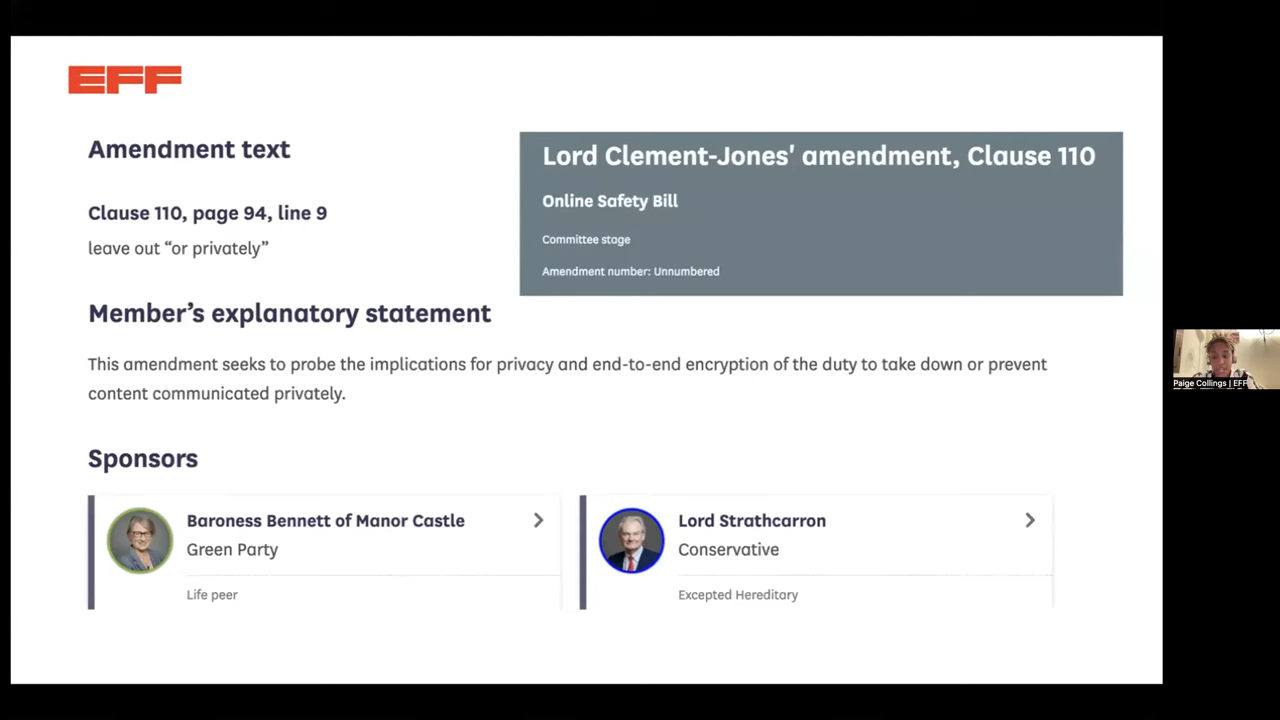 EFF
Amendment text
Clause 110, page 94, line 9
leave out “or privately”
Lord Clement-Jones' amendment, Clause 110
Online Safety Bill
Committee stage
Amendment number: Unnumbered
Member’s explanatory statement
This amendment seeks to probe the implications for privacy and end-to-end encryption of the duty to take down or prevent
content communicated privately.
Sponsors
Baroness Bennett of Manor Castle
Green Party
Life peer
Lord Strathcarron
Conservative
Excepted Hereditary
Paige Collings | EFF